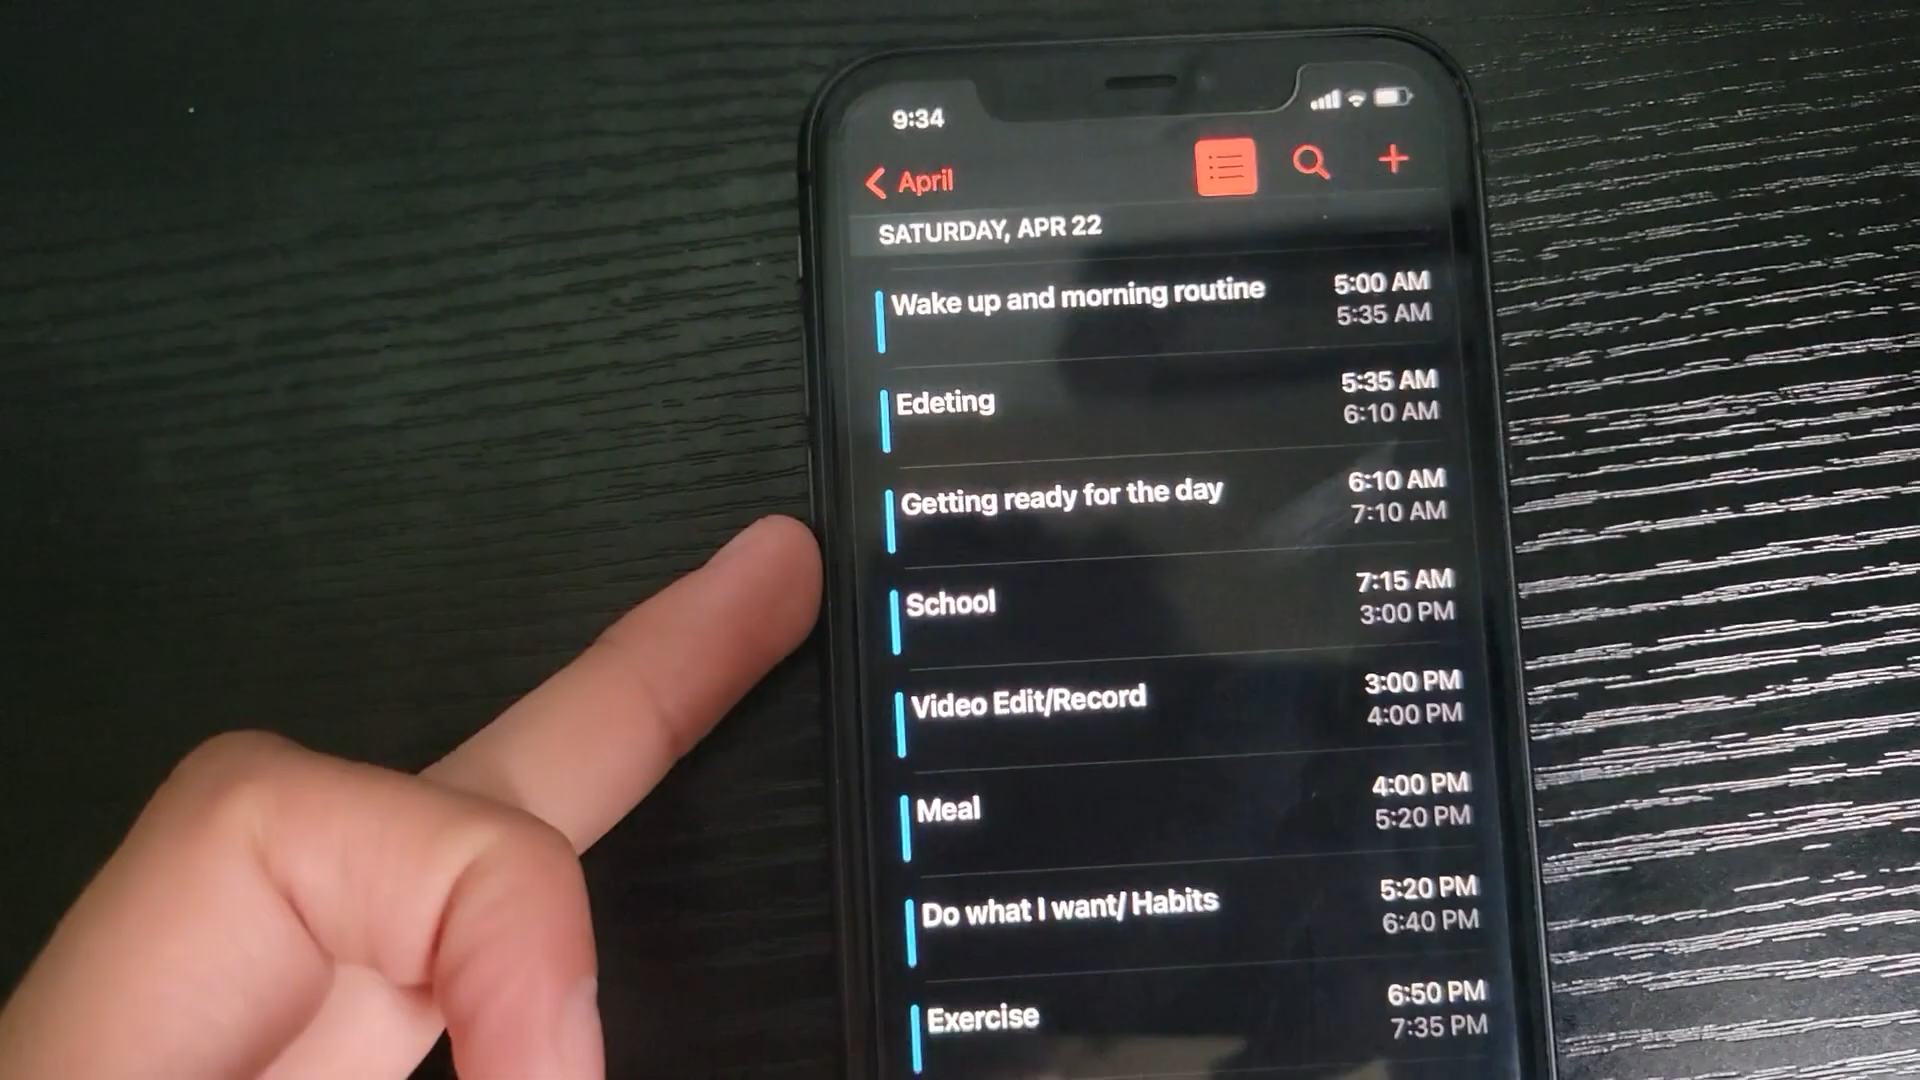 9:34
April
SATURDAY, APR 22
Wake up and morning routine 5:00 AM
5:35 AM
Edeting 5:35 AM
6:10 AM
Getting ready for the day 6:10 AM
7:10 AM
School 7:15 AM
3:00 PM
Video Edit/Record 3:00 PM
4:00 PM
Meal 4:00 PM
5:20 PM
Do what I want/ Habits 5:20 PM
6:40 PM
Exercise 6:50 PM
7:35 PM